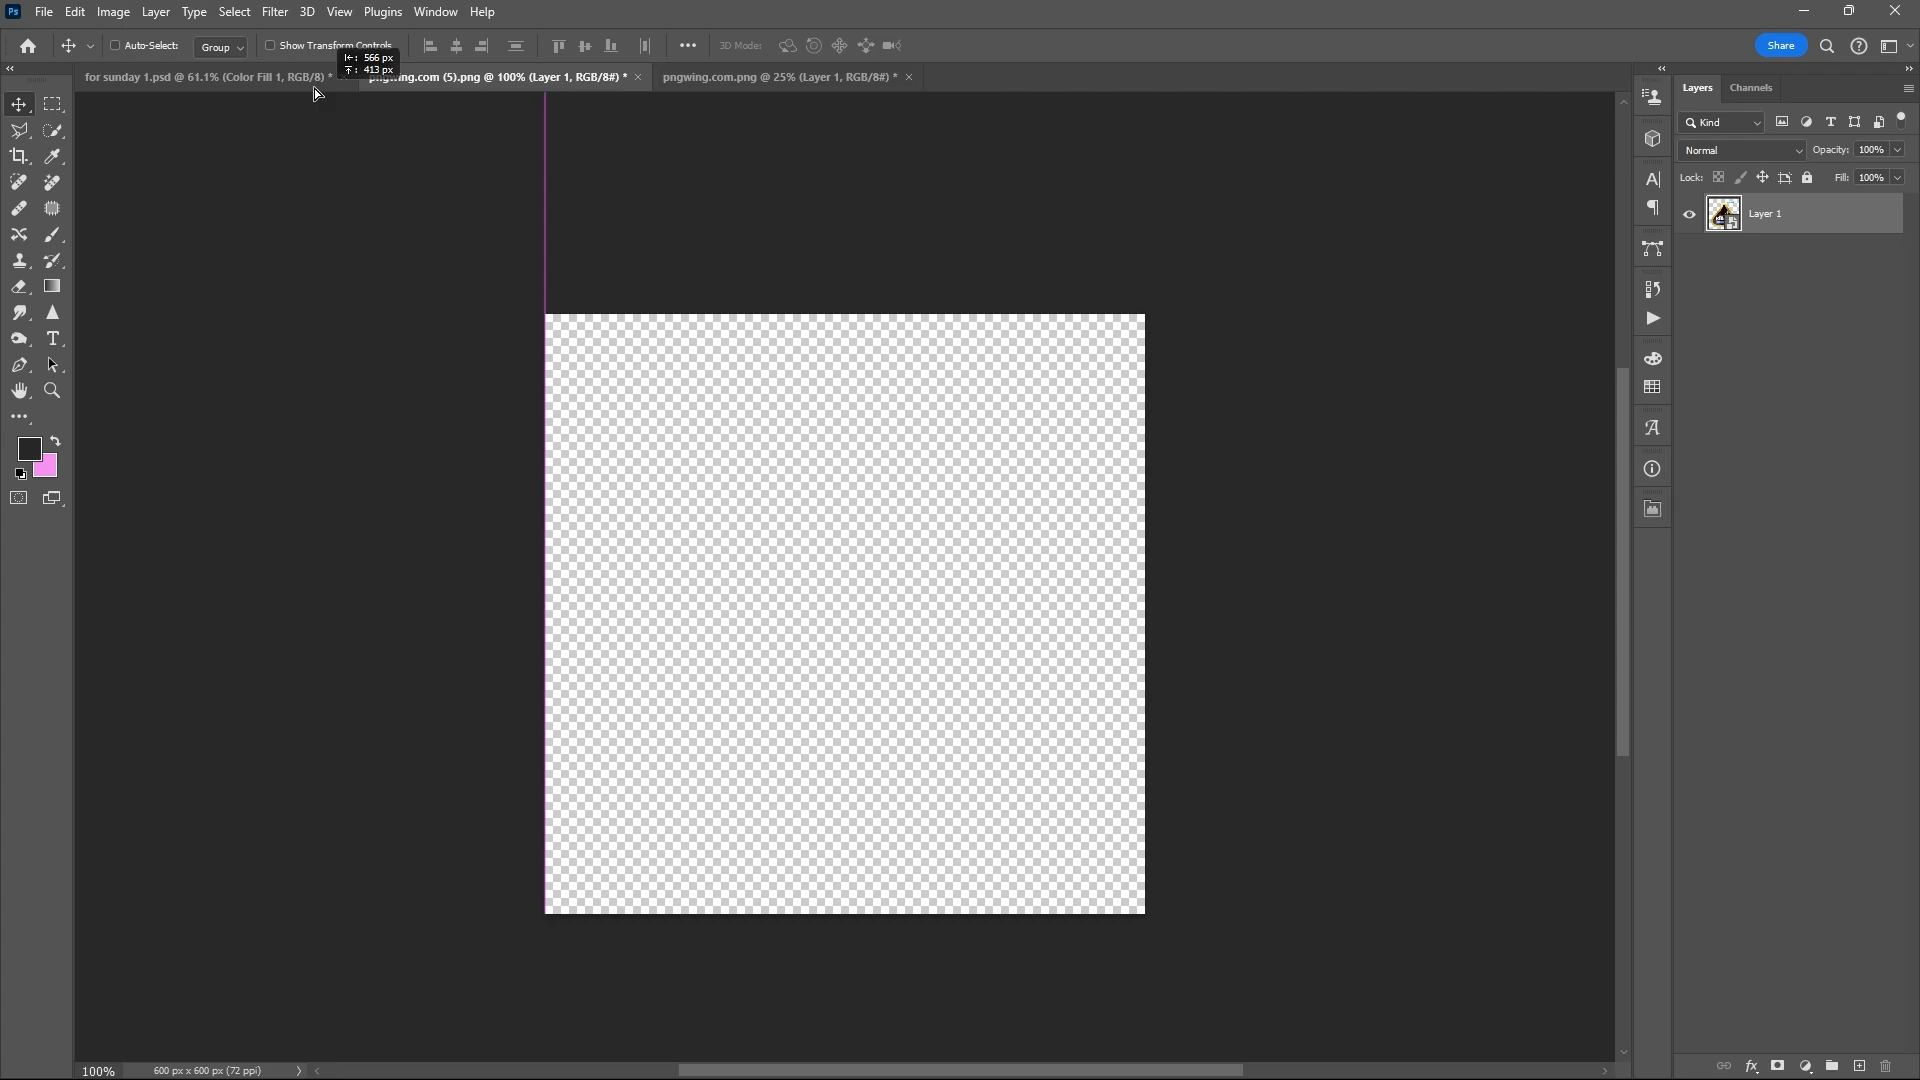 Ps File Edit Image Layer Type Select Filter 3D View Plugins Window Help
Auto-Select: Group Show Transform Controls 3D Mode: Share
566 px
413 px
for sunday 1.psd @ 61.1% (Color Fill 1, RGB/8) * pngwing.com (5).png @ 100% (Layer 1, RGB/8#) * × pngwing.com.png @ 25% (Layer 1, RGB/8#) * ×
Layers Channels
Kind
Normal Opacity: 100%
Lock: Fill: 100%
Layer 1
100% 600 px x 600 px (72 ppi)